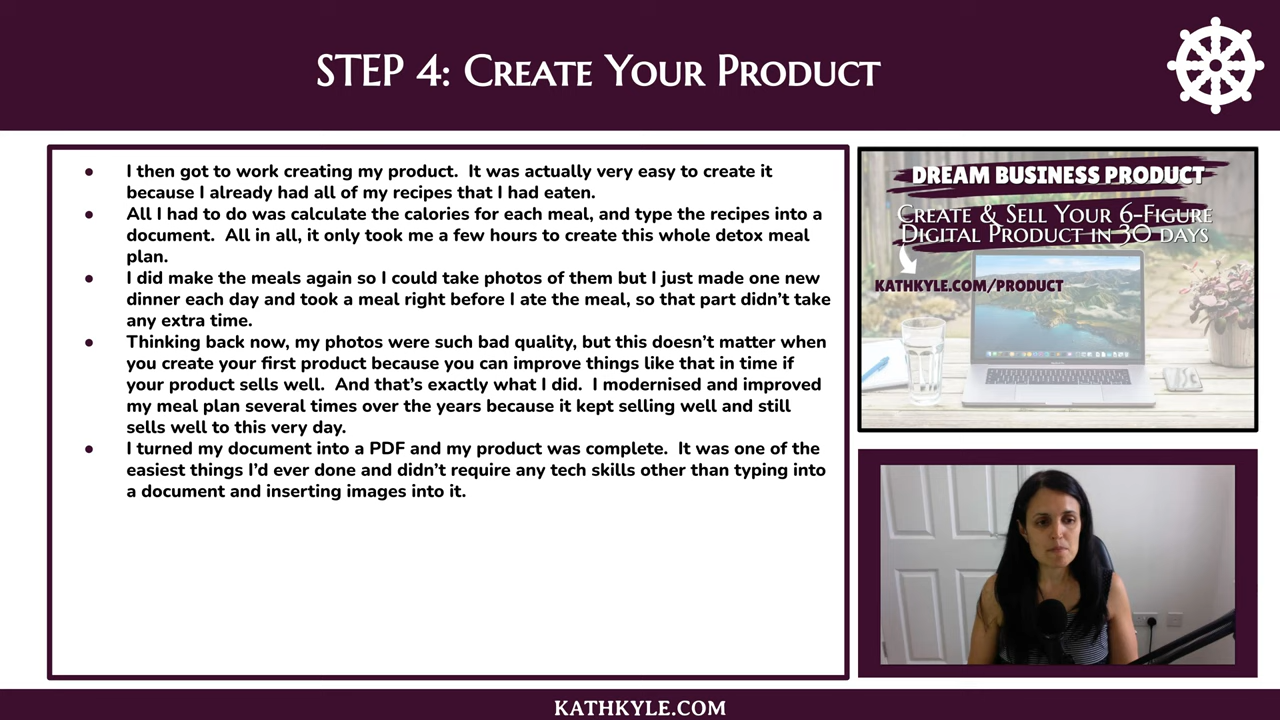 STEP 4: Create Your Product
● I then got to work creating my product.  It was actually very easy to create it
because I already had all of my recipes that I had eaten.
● All I had to do was calculate the calories for each meal, and type the recipes into a
document.  All in all, it only took me a few hours to create this whole detox meal
plan.
● I did make the meals again so I could take photos of them but I just made one new
dinner each day and took a meal right before I ate the meal, so that part didn’t take
any extra time.
● Thinking back now, my photos were such bad quality, but this doesn’t matter when
you create your first product because you can improve things like that in time if
your product sells well.  And that’s exactly what I did.  I modernised and improved
my meal plan several times over the years because it kept selling well and still
sells well to this very day.
● I turned my document into a PDF and my product was complete.  It was one of the
easiest things I’d ever done and didn’t require any tech skills other than typing into
a document and inserting images into it.
DREAM BUSINESS PRODUCT
Create & Sell Your 6-Figure
Digital Product in 30 days
KATHKYLE.COM/PRODUCT
KATHKYLE.COM